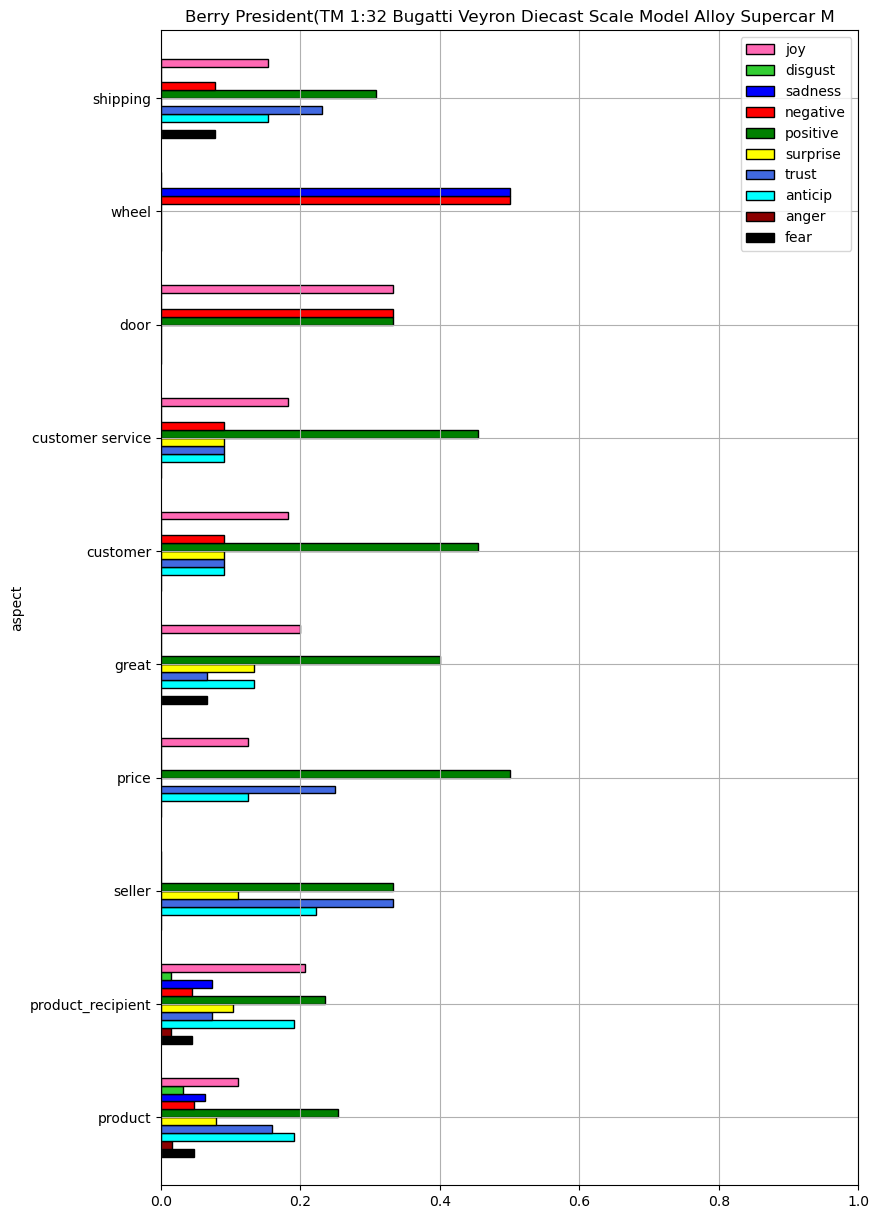 Berry President(TM 1:32 Bugatti Veyron Diecast Scale Model Alloy Supercar M
joy
disgust
sadness
negative
positive
surprise
trust
anticip
anger
fear
shipping
wheel
door
customer service
customer
great
price
seller
product_recipient
product
aspect
0.0 0.2 0.4 0.6 0.8 1.0